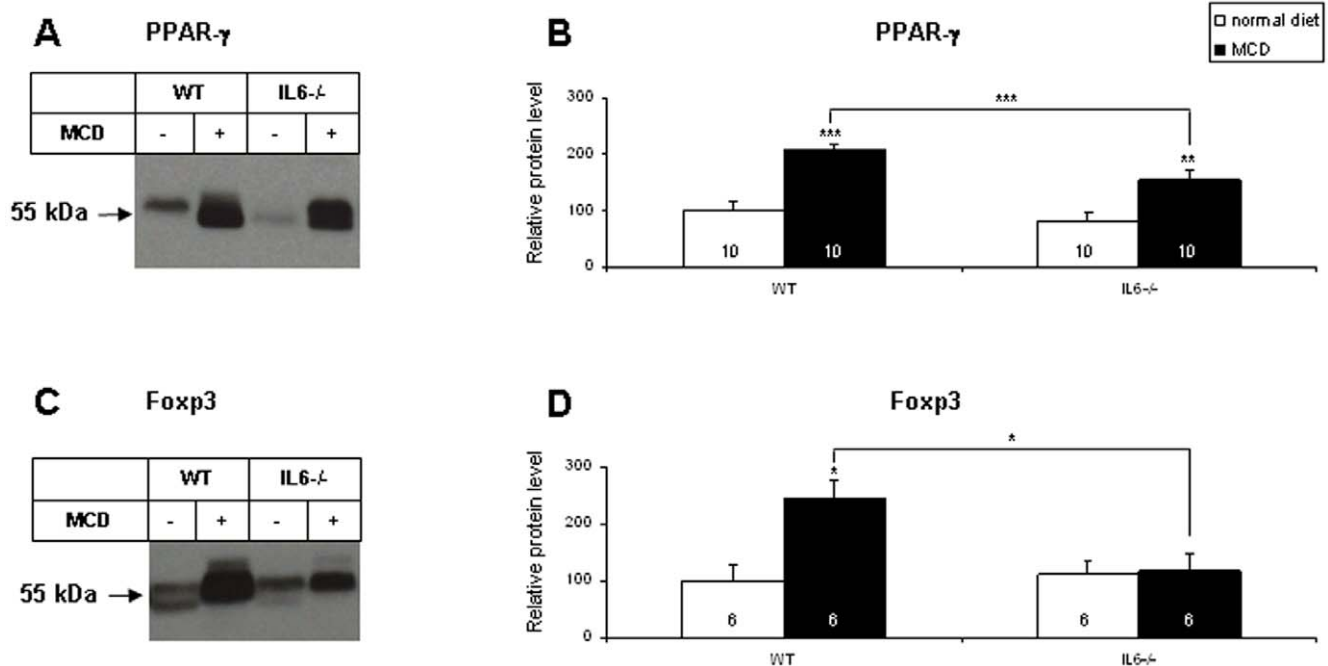 A PPAR-γ
WT IL6-/-
MCD - + - +
55 kDa
B PPAR-γ
normal diet
MCD
Relative protein level
300
200
100
0
***
***
**
10 10 10 10
WT IL6-/-
C Foxp3
WT IL6-/-
MCD - + - +
55 kDa
D Foxp3
Relative protein level
300
200
100
0
*
*
6 6 6 6
WT IL6-/-